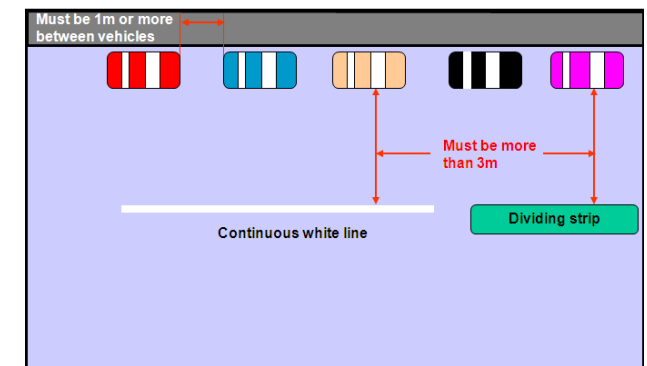 Must be 1m or more
between vehicles
Must be more
than 3m
Dividing strip
Continuous white line